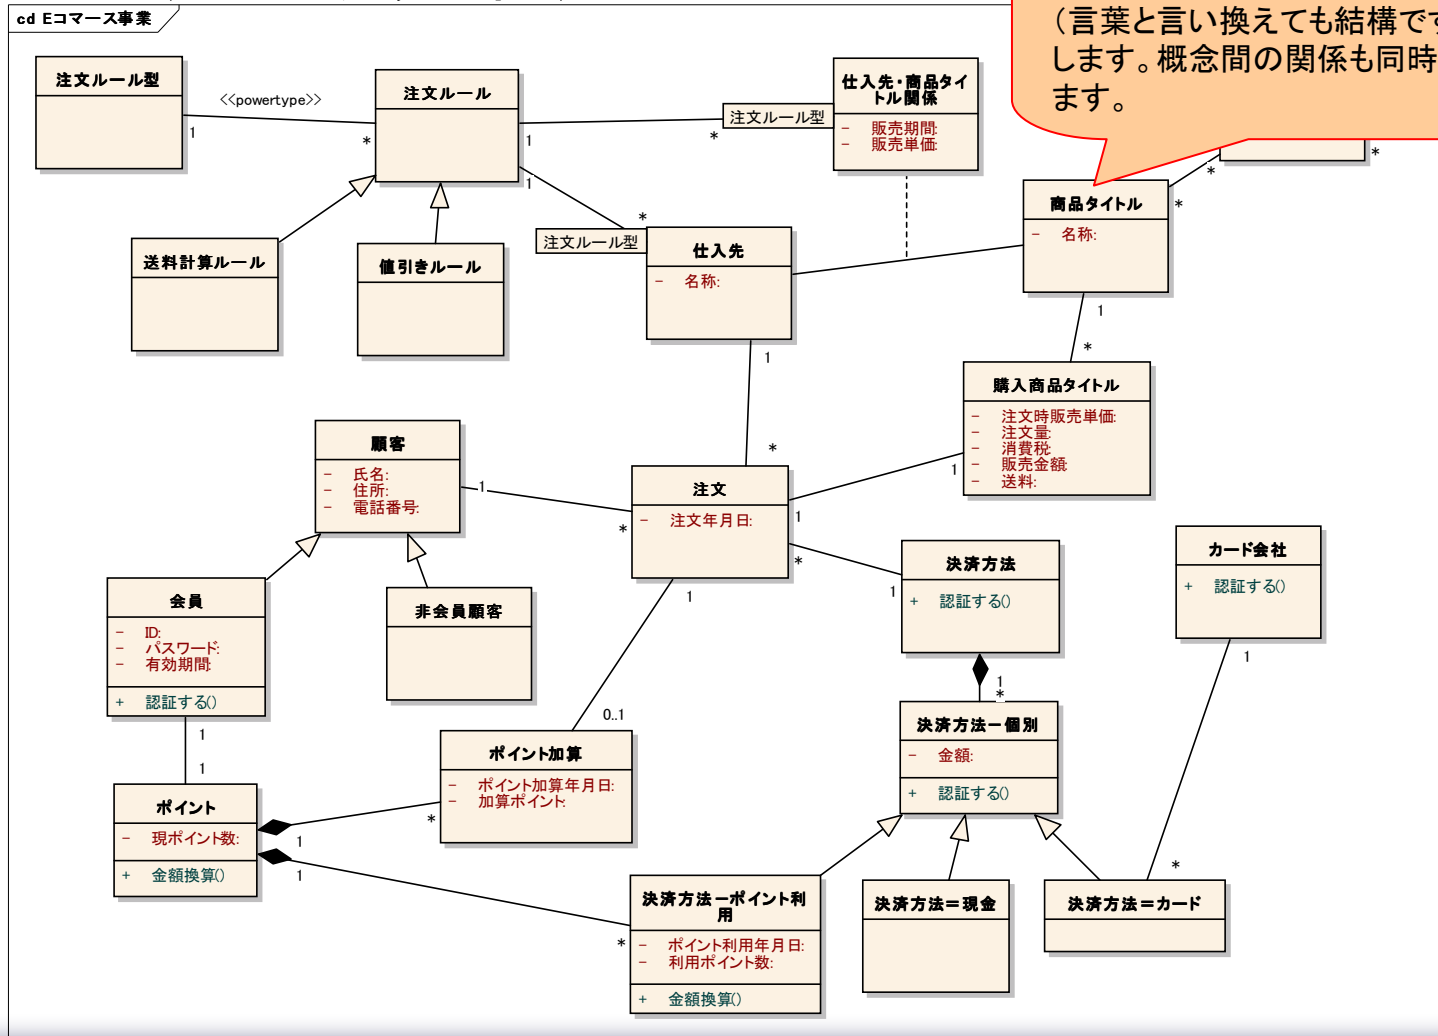 cd Eコマース事業
(言葉と言い換えても結構です
します。概念間の関係も同時
ます。
注文ルール型
<<powertype>>
1
*
注文ルール
1
1
*
注文ルール型
仕入先・商品タイ
トル関係
- 販売期間:
- 販売単価:
*
*
*
商品タイトル
- 名称:
送料計算ルール
値引きルール
*
注文ルール型
仕入先
- 名称:
1
*
1
*
購入商品タイトル
- 注文時販売単価:
- 注文量:
- 消費税:
- 販売金額:
- 送料:
顧客
- 氏名:
- 住所:
- 電話番号:
1
*
注文
- 注文年月日:
1
1
*
1
決済方法
+ 認証する()
カード会社
+ 認証する()
1
*
会員
- ID:
- パスワード:
- 有効期間:
+ 認証する()
非会員顧客
1
0..1
1
*
決済方法－個別
- 金額:
+ 認証する()
1
1
ポイント加算
- ポイント加算年月日:
- 加算ポイント:
ポイント
- 現ポイント数:
+ 金額換算()
1
*
1
*
決済方法－ポイント利
用
- ポイント利用年月日:
- 利用ポイント数:
+ 金額換算()
決済方法＝現金
決済方法＝カード